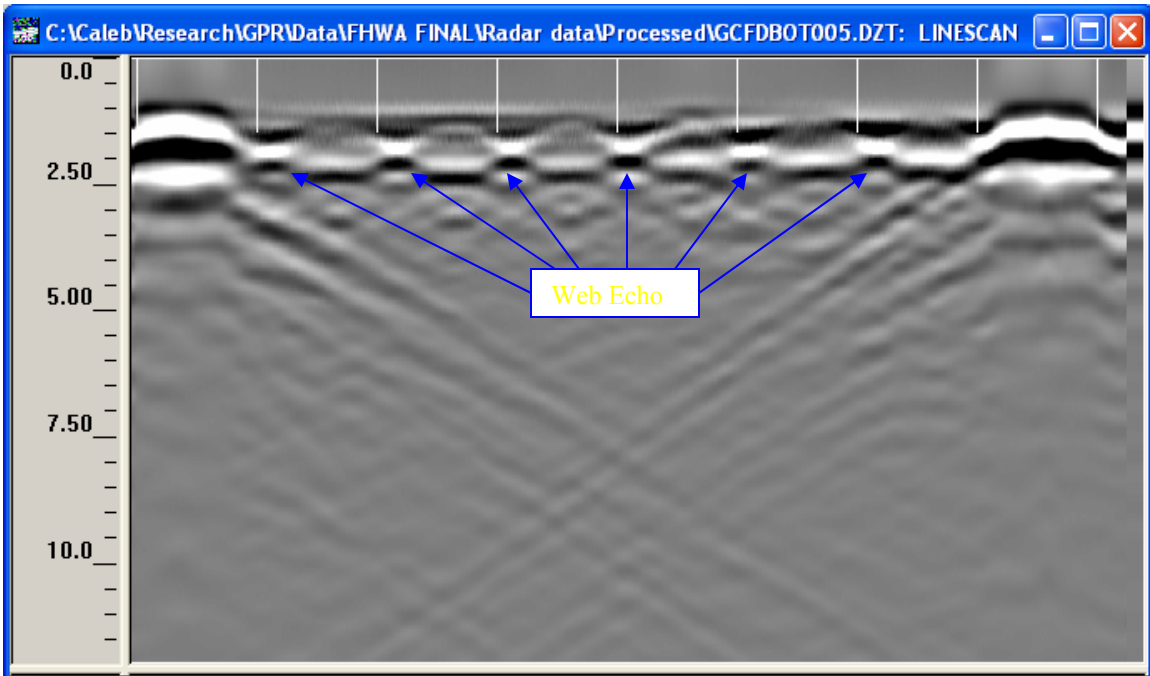 C:\Caleb\Research\GPR\Data\FHWA FINAL\Radar data\Processed\GCFDBOT005.DZT: LINESCAN
0.0
2.50
Web Echo
5.00
7.50
10.0